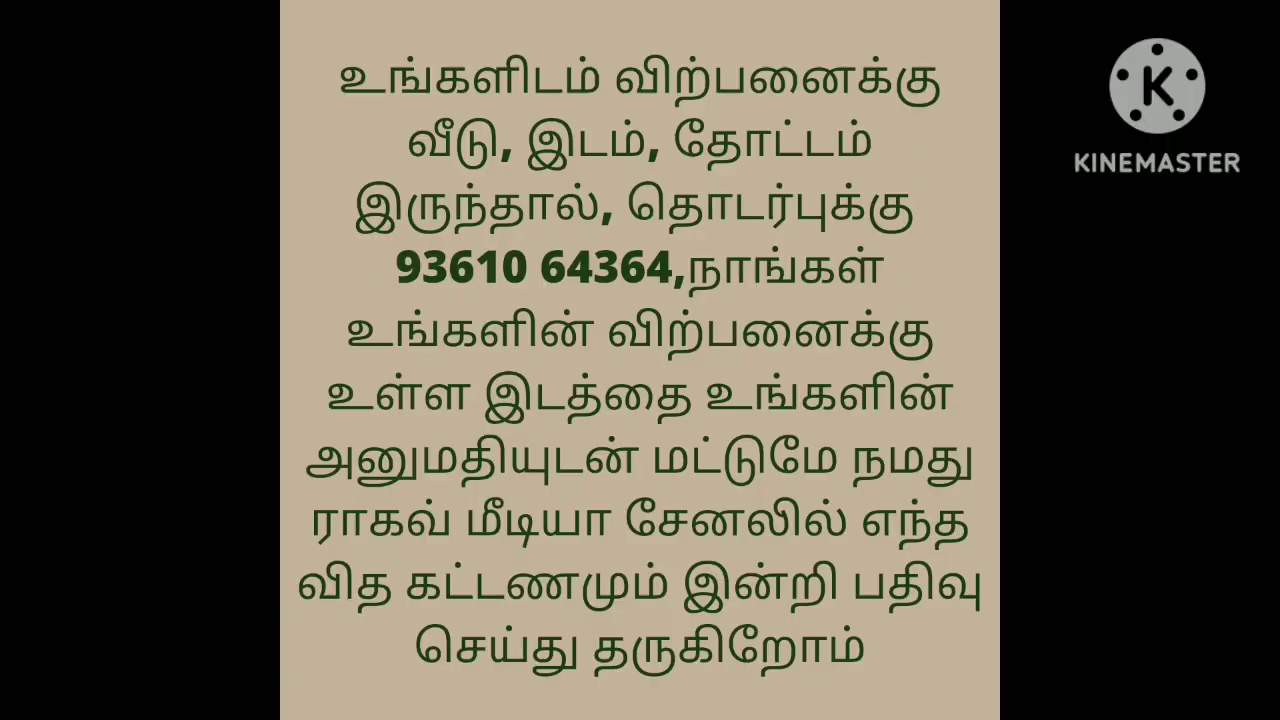 உங்களிடம் விற்பனைக்கு
வீடு, இடம், தோட்டம்
இருந்தால், தொடர்புக்கு
93610 64364,நாங்கள்
உங்களின் விற்பனைக்கு
உள்ள இடத்தை உங்களின்
அனுமதியுடன் மட்டுமே நமது
ராகவ் மீடியா சேனலில் எந்த
வித கட்டணமும் இன்றி பதிவு
செய்து தருகிறோம்
K
KINEMASTER